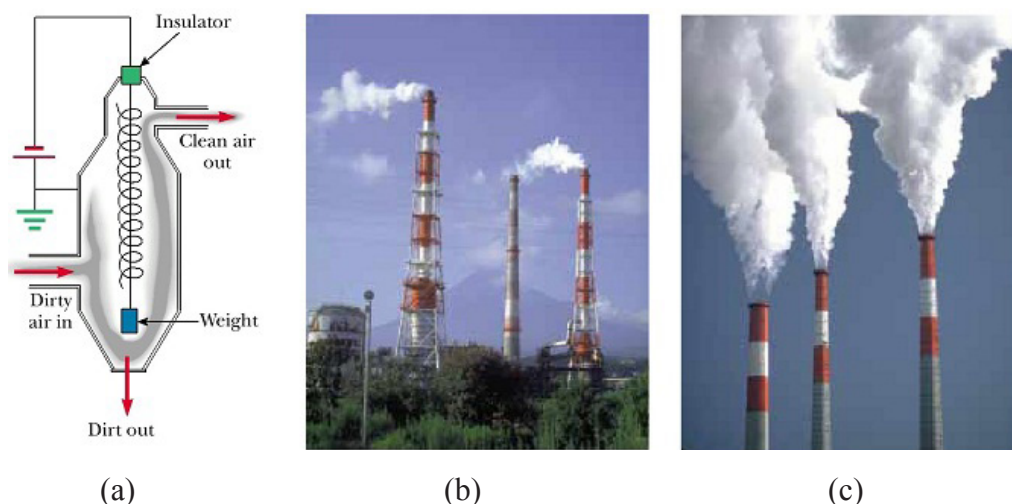 Insulator
Clean air
out
Dirty
air in
Weight
Dirt out
(a)
(b)
(c)